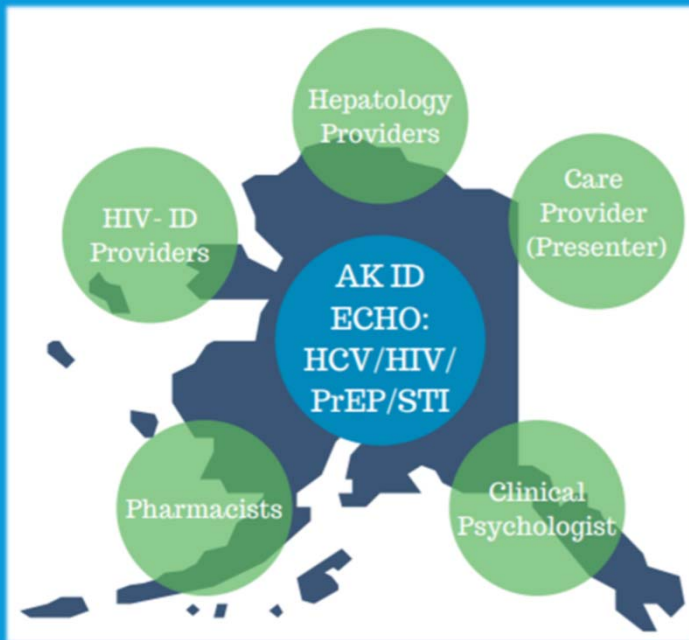 Hepatology
Providers
HIV- ID
Providers
Care
Provider
(Presenter)
AK ID
ECHO:
HCV/HIV/
PrEP/STI
Pharmacists
Clinical
Psychologist